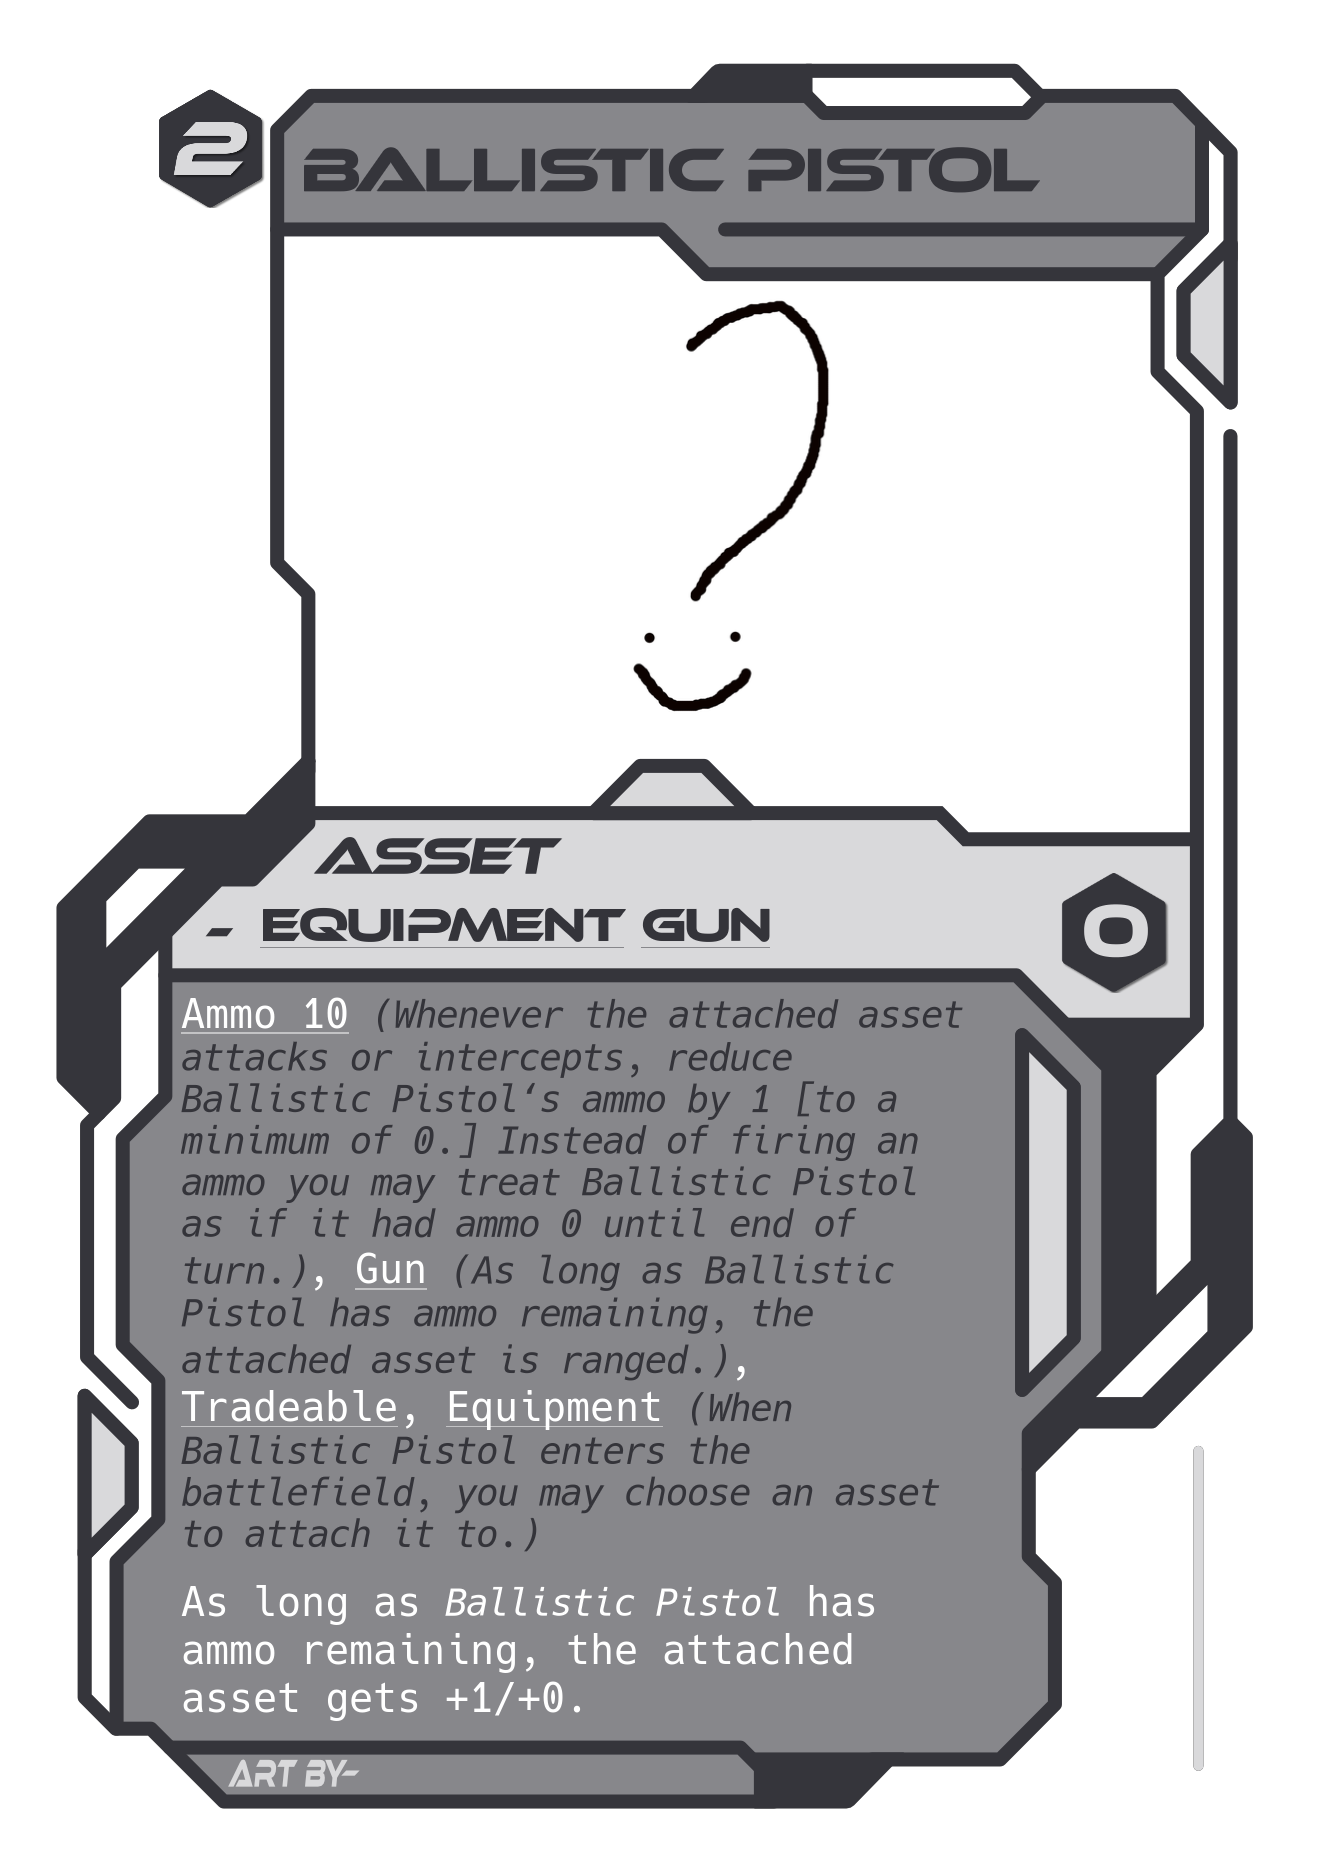 2
BALLISTIC PISTOL
ASSET
- EQUIPMENT GUN
0
Ammo 10 (Whenever the attached asset
attacks or intercepts, reduce
Ballistic Pistol‘s ammo by 1 [to a
minimum of 0.] Instead of firing an
ammo you may treat Ballistic Pistol
as if it had ammo 0 until end of
turn.), Gun (As long as Ballistic
Pistol has ammo remaining, the
attached asset is ranged.),
Tradeable, Equipment (When
Ballistic Pistol enters the
battlefield, you may choose an asset
to attach it to.)
As long as Ballistic Pistol has
ammo remaining, the attached
asset gets +1/+0.
ART BY-